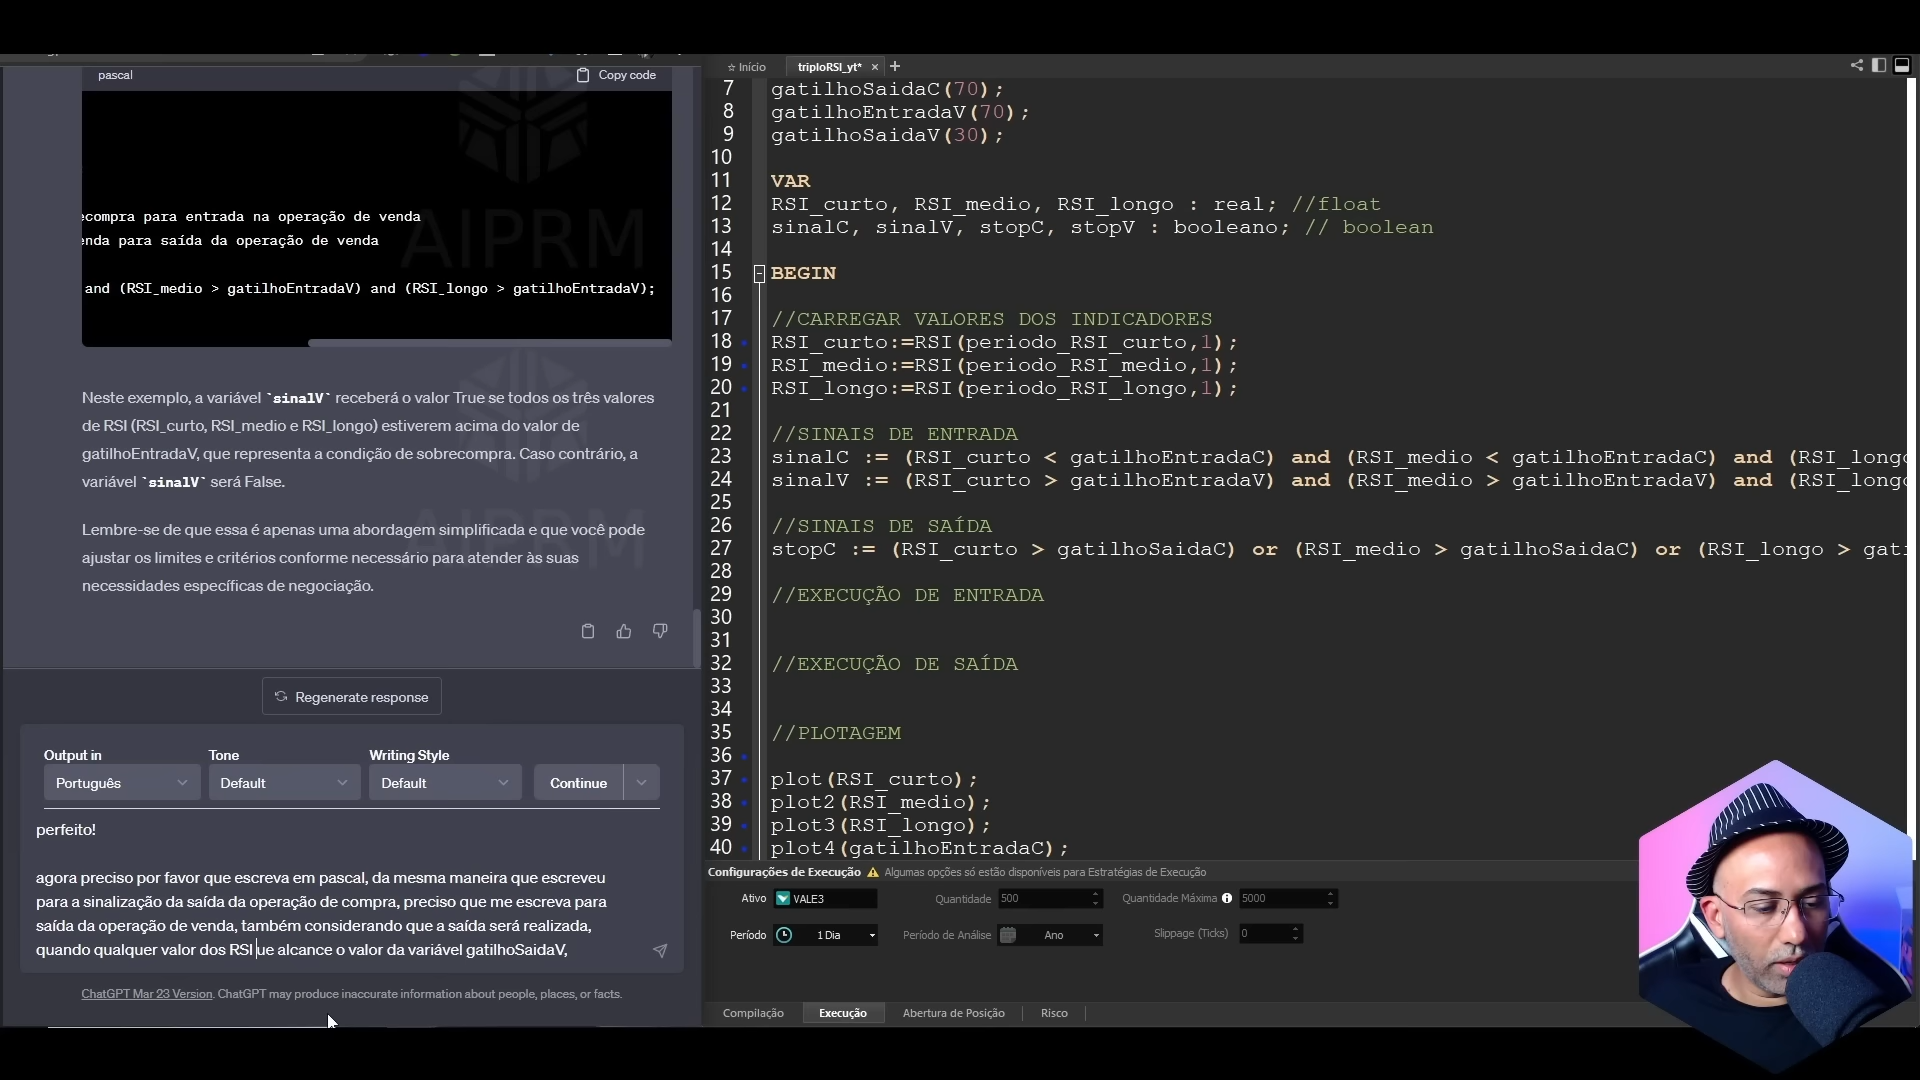 pascal
Copy code
AIPRM
ecompra para entrada na operação de venda
enda para saída da operação de venda
and (RSI_medio > gatilhoEntradaV) and (RSI_longo > gatilhoEntradaV);
Neste exemplo, a variável `sinalV` receberá o valor True se todos os três valores
de RSI (RSI_curto, RSI_medio e RSI_longo) estiverem acima do valor de
gatilhoEntradaV, que representa a condição de sobrecompra. Caso contrário, a
variável `sinalV` será False.
AIPRM
Lembre-se de que essa é apenas uma abordagem simplificada e que você pode
ajustar os limites e critérios conforme necessário para atender às suas
necessidades específicas de negociação.
Regenerate response
Output in
Tone
Writing Style
Português
Default
Default
Continue
perfeito!
agora preciso por favor que escreva em pascal, da mesma maneira que escreveu
para a sinalização da saída da operação de compra, preciso que me escreva para
saída da operação de venda, também considerando que a saída será realizada,
quando qualquer valor dos RSI ue alcance o valor da variável gatilhoSaidaV,
ChatGPT Mar 23 Version. ChatGPT may produce inaccurate information about people, places, or facts.
Início
triploRSI_yt*
7 gatilhoSaidaC(70);
8 gatilhoEntradaV(70);
9 gatilhoSaidaV(30);
10
11 VAR
12 RSI_curto, RSI_medio, RSI_longo : real; //float
13 sinalC, sinalV, stopC, stopV : booleano; // boolean
14
15 BEGIN
16
17 //CARREGAR VALORES DOS INDICADORES
18 RSI_curto:=RSI(periodo_RSI_curto,1);
19 RSI_medio:=RSI(periodo_RSI_medio,1);
20 RSI_longo:=RSI(periodo_RSI_longo,1);
21
22 //SINAIS DE ENTRADA
23 sinalC := (RSI_curto < gatilhoEntradaC) and (RSI_medio < gatilhoEntradaC) and (RSI_longo
24 sinalV := (RSI_curto > gatilhoEntradaV) and (RSI_medio > gatilhoEntradaV) and (RSI_longo
25
26 //SINAIS DE SAÍDA
27 stopC := (RSI_curto > gatilhoSaidaC) or (RSI_medio > gatilhoSaidaC) or (RSI_longo > gati
28
29 //EXECUÇÃO DE ENTRADA
30
31
32 //EXECUÇÃO DE SAÍDA
33
34
35 //PLOTAGEM
36
37 plot(RSI_curto);
38 plot2(RSI_medio);
39 plot3(RSI_longo);
40 plot4(gatilhoEntradaC);
Configurações de Execução Algumas opções só estão disponíveis para Estratégias de Execução
Ativo VALE3 Quantidade 500 Quantidade Máxima 5000
Período 1 Dia Período de Análise Ano Slippage (Ticks) 0
Compilação Execução Abertura de Posição Risco